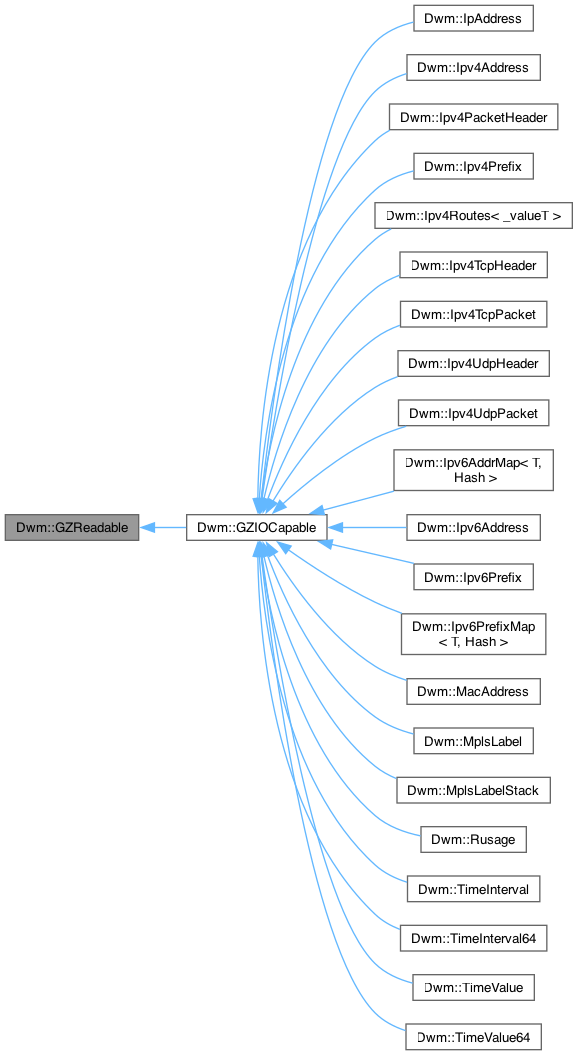 Dwm::IpAddress
Dwm::Ipv4Address
Dwm::Ipv4PacketHeader
Dwm::Ipv4Prefix
Dwm::Ipv4Routes< _valueT >
Dwm::Ipv4TcpHeader
Dwm::Ipv4TcpPacket
Dwm::Ipv4UdpHeader
Dwm::Ipv4UdpPacket
Dwm::Ipv6AddrMap< T,
Hash >
Dwm::GZReadable
Dwm::GZIOCapable
Dwm::Ipv6Address
Dwm::Ipv6Prefix
Dwm::Ipv6PrefixMap
< T, Hash >
Dwm::MacAddress
Dwm::MplsLabel
Dwm::MplsLabelStack
Dwm::Rusage
Dwm::TimeInterval
Dwm::TimeInterval64
Dwm::TimeValue
Dwm::TimeValue64